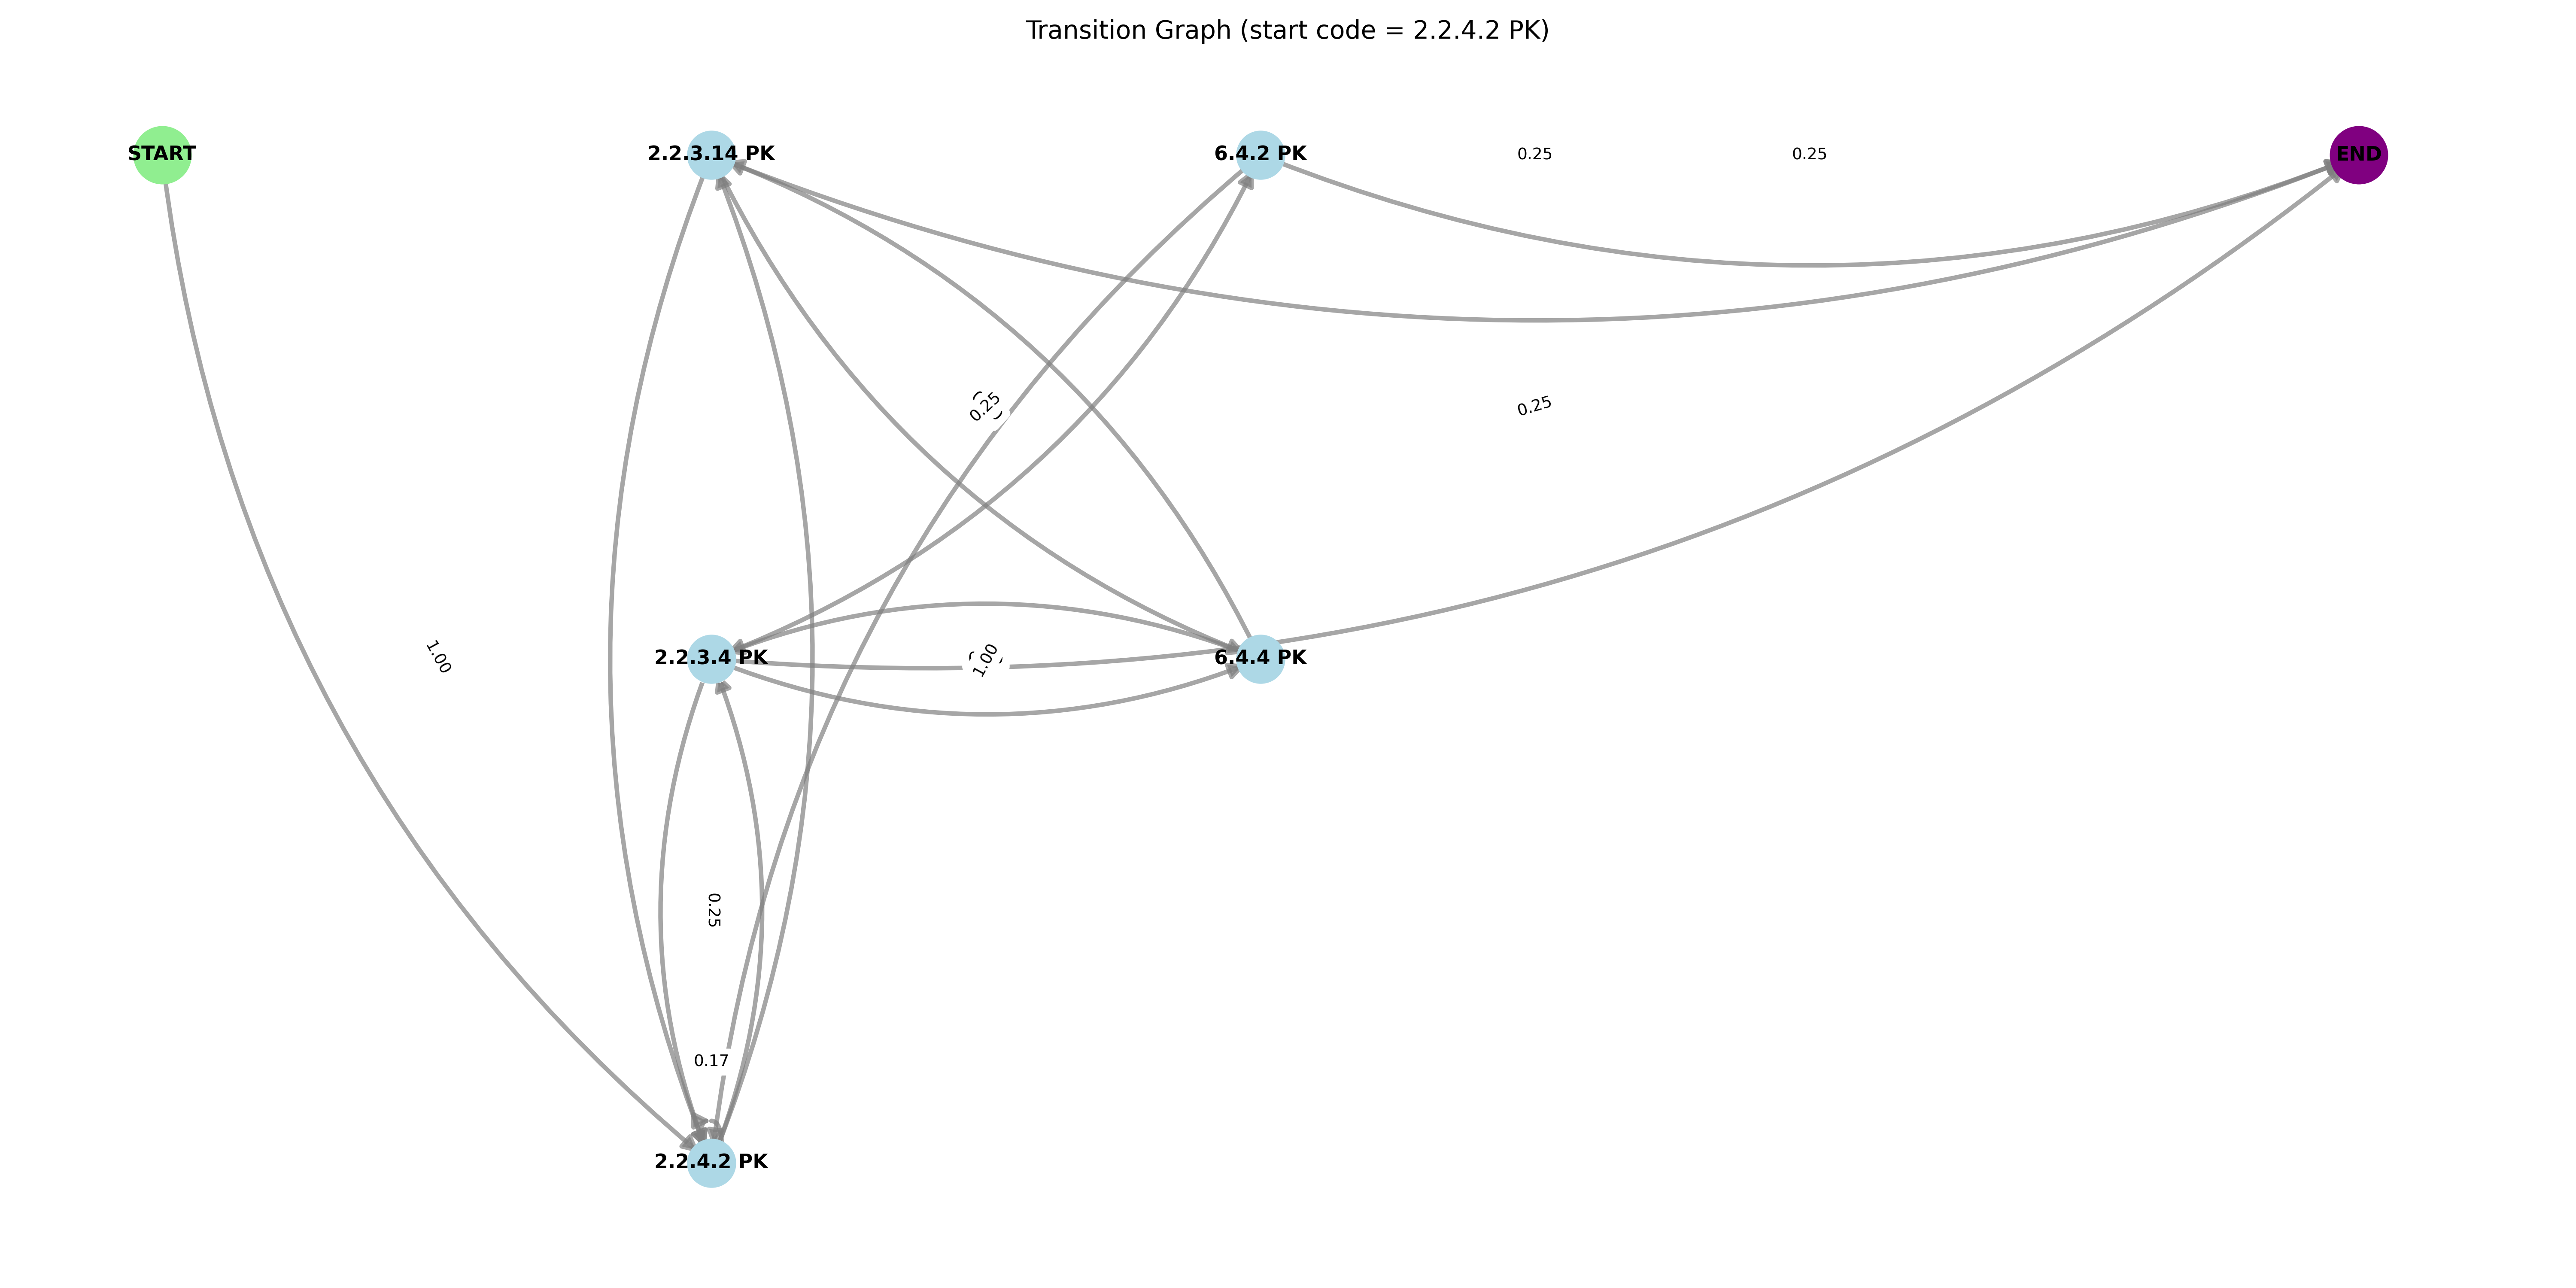 Transition Graph (start code = 2.2.4.2 PK)
START
2.2.3.14 PK
6.4.2 PK
0.25
0.25
END
0.25
0.25
1.00
2.2.3.4 PK
1.00
6.4.4 PK
0.25
0.17
2.2.4.2 PK